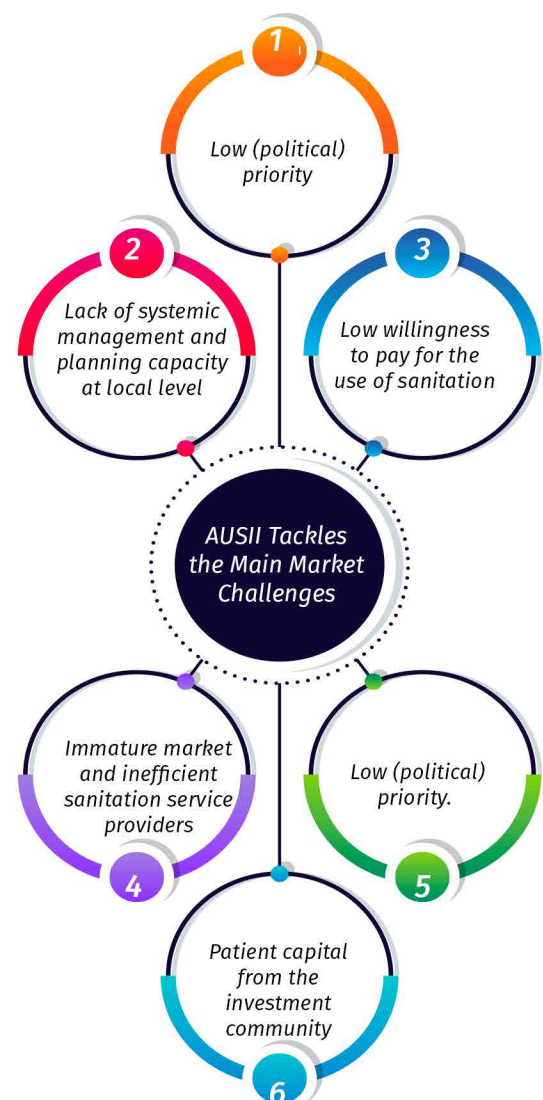 1
Low (political)
priority
2
Lack of systemic
management and
planning capacity
at local level
3
Low willingness
to pay for the
use of sanitation
AUSII Tackles
the Main Market
Challenges
Immature market
and inefficient
sanitation service
providers
4
Low (political)
priority.
5
Patient capital
from the
investment
community
6